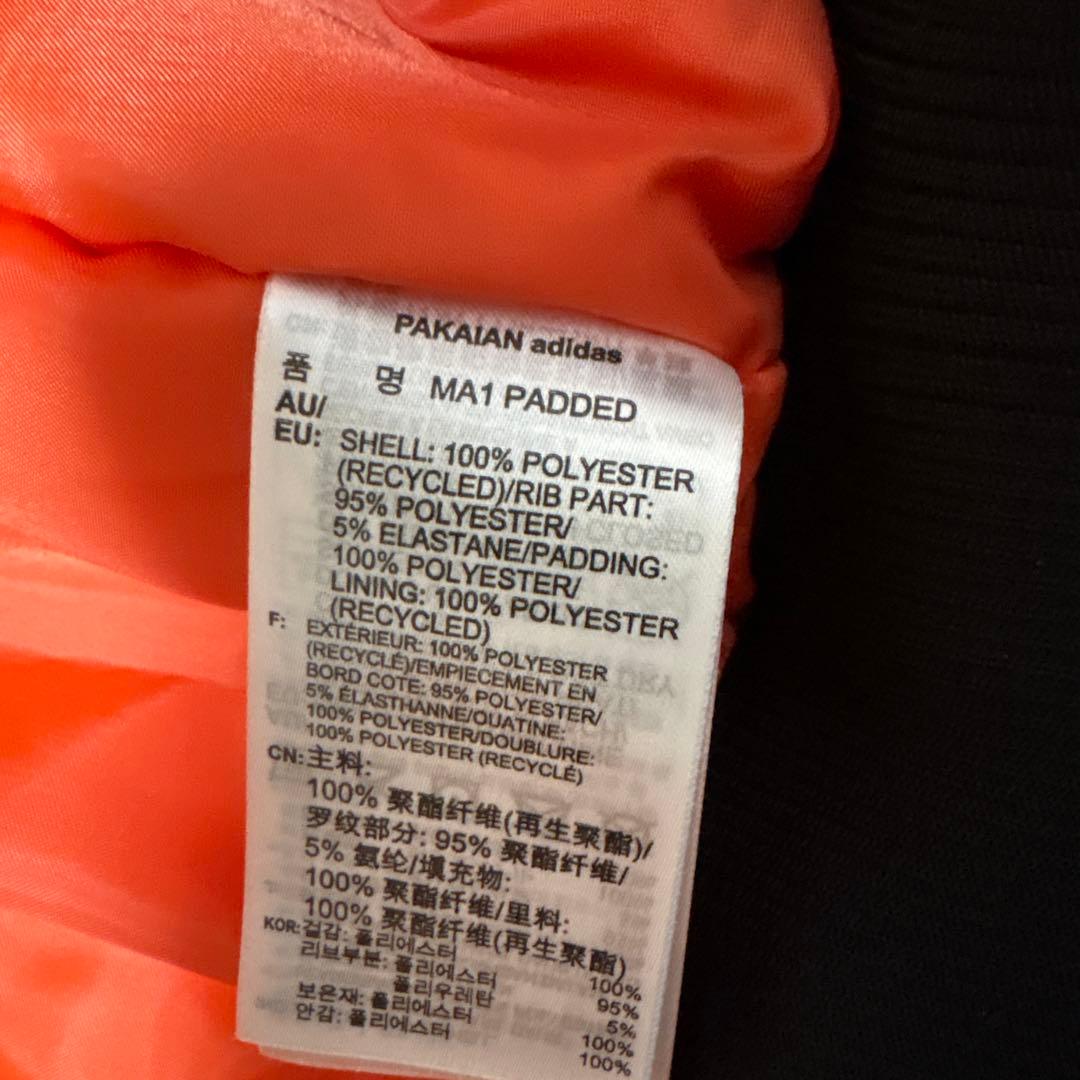 PAKAIAN adidas
품 명 MA1 PADDED
AU/
EU: SHELL: 100% POLYESTER
(RECYCLED)/RIB PART:
95% POLYESTER/
5% ELASTANE/PADDING:
100% POLYESTER/
LINING: 100% POLYESTER
(RECYCLED)
F: EXTÉRIEUR: 100% POLYESTER
(RECYCLÉ)/EMPIECEMENT EN
BORD COTE: 95% POLYESTER/
5% ÉLASTHANNE/OUATINE:
100% POLYESTER/DOUBLURE:
100% POLYESTER (RECYCLÉ)
CN: 主料:
100% 聚酯纤维(再生聚酯)/
罗纹部分: 95% 聚酯纤维/
5% 氨纶/填充物:
100% 聚酯纤维/里料:
100% 聚酯纤维(再生聚酯)
KOR: 겉감: 폴리에스터 100%
리브부분: 폴리에스터 95%
폴리우레탄 5%
보온재: 폴리에스터 100%
안감: 폴리에스터 100%